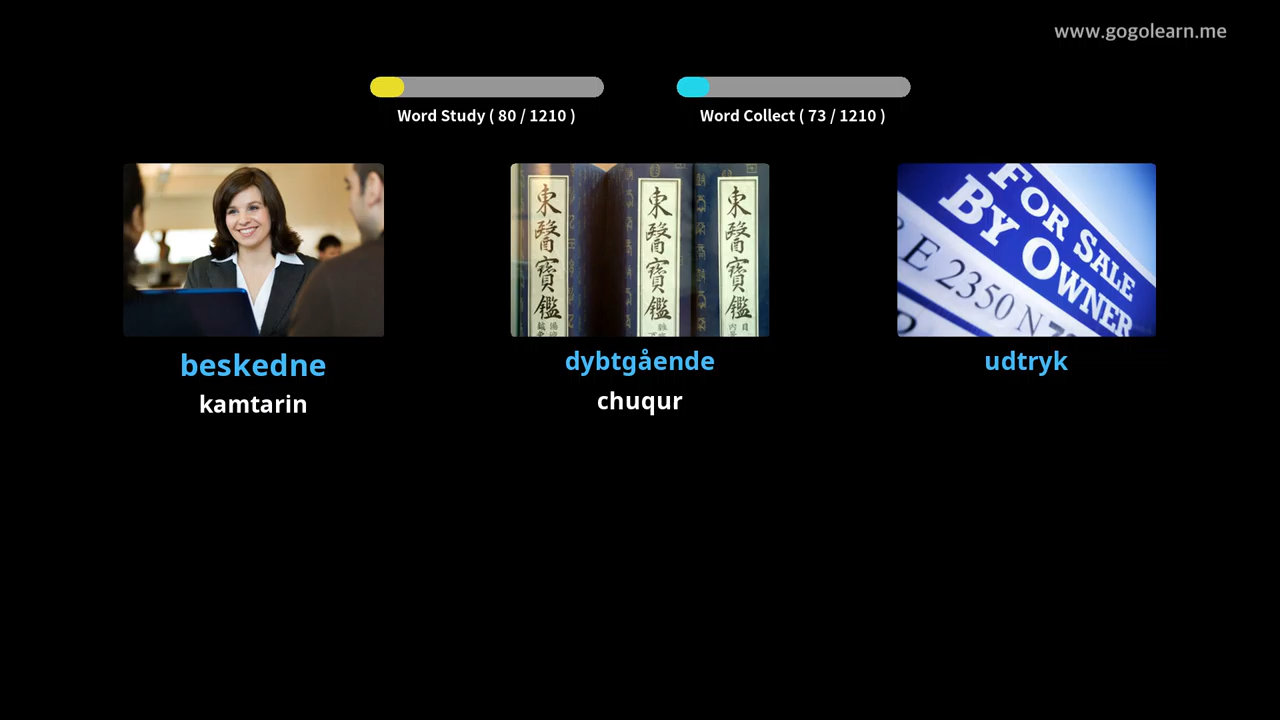 www.gogolearn.me
Word Study ( 80 / 1210 )
Word Collect ( 73 / 1210 )
東醫寶鑑
東醫寶鑑
東醫寶鑑
FOR SALE
BY OWNER
E 2350 N
beskedne
dybtgående
udtryk
kamtarin
chuqur